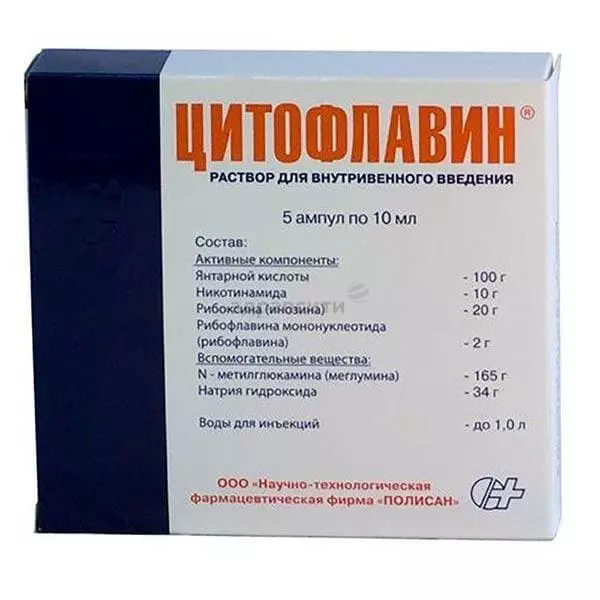 ЦИТОФЛАВИН®
РАСТВОР ДЛЯ ВНУТРИВЕННОГО ВВЕДЕНИЯ
5 ампул по 10 мл
Состав:
Активные компоненты:
Янтарной кислоты - 100 г
Никотинамида - 10 г
здравсити
Рибоксина (инозина) - 20 г
Рибофлавина мононуклеотида
(рибофлавина) - 2 г
Вспомогательные вещества:
N - метилглюкамина (меглумина) - 165 г
Натрия гидроксида - 34 г
Воды для инъекций - до 1,0 л
ООО «Научно-технологическая
фармацевтическая фирма «ПОЛИСАН»